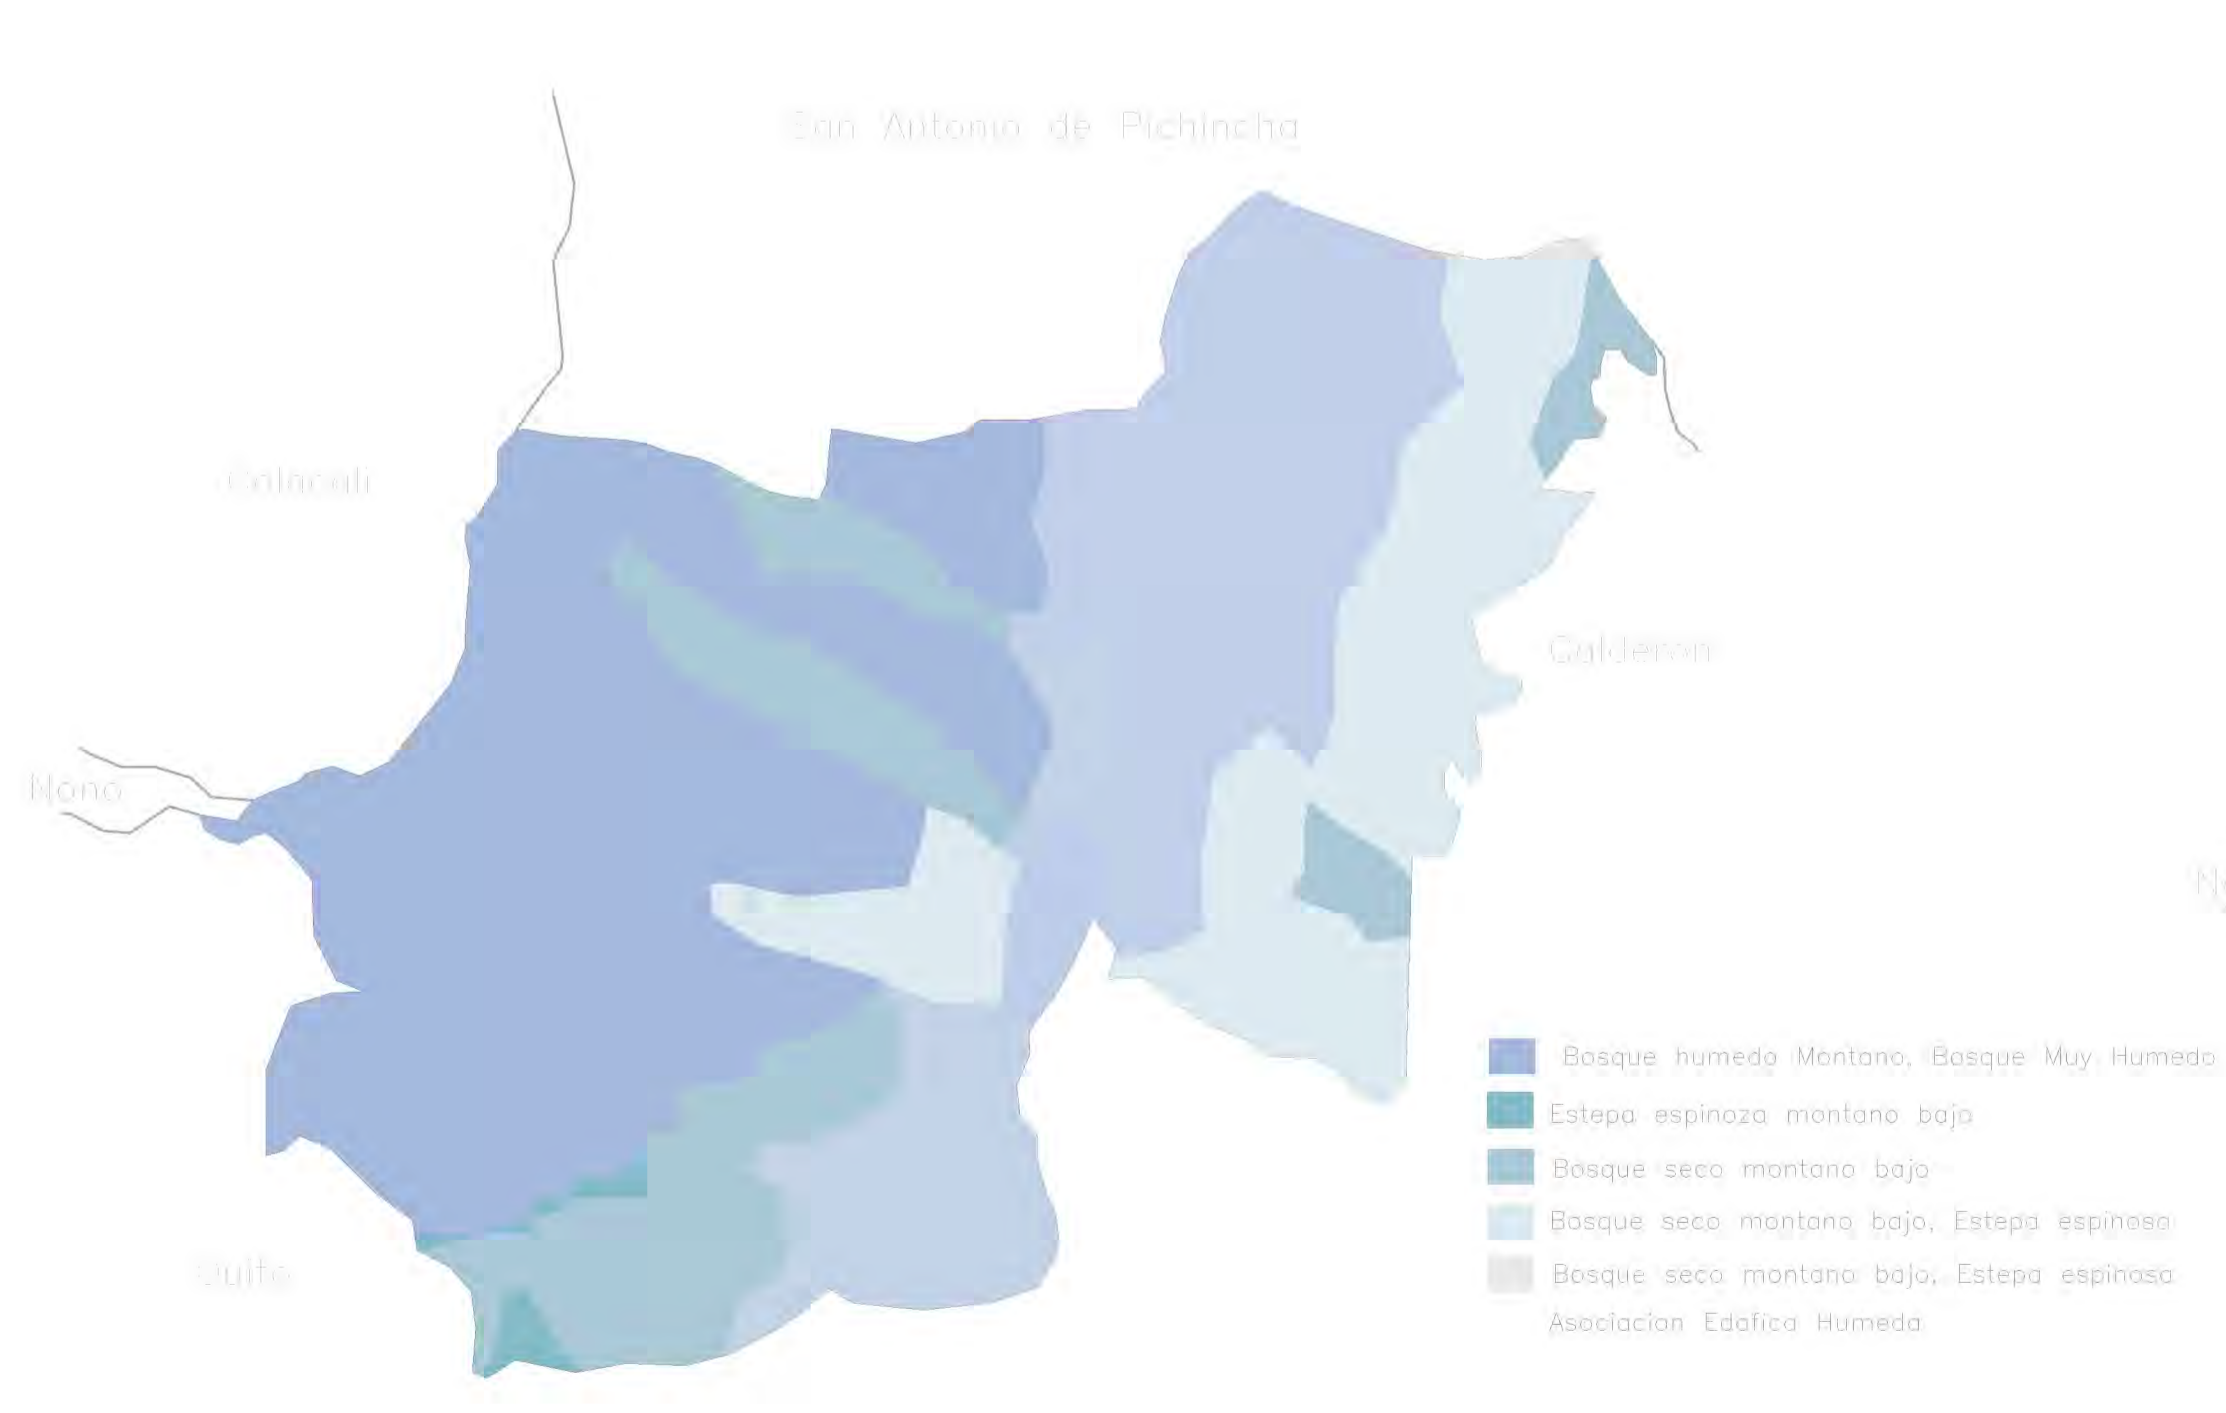 San Antonio de Pichincha
Calacali
Calderon
Nono
Bosque humedo Montano, Bosque Muy Humedo
Estepa espinoza montano bajo
Bosque seco montano bajo
Bosque seco montano bajo, Estepa espinosa
Quito
Bosque seco montano bajo, Estepa espinosa
Asociacion Edafica Humeda